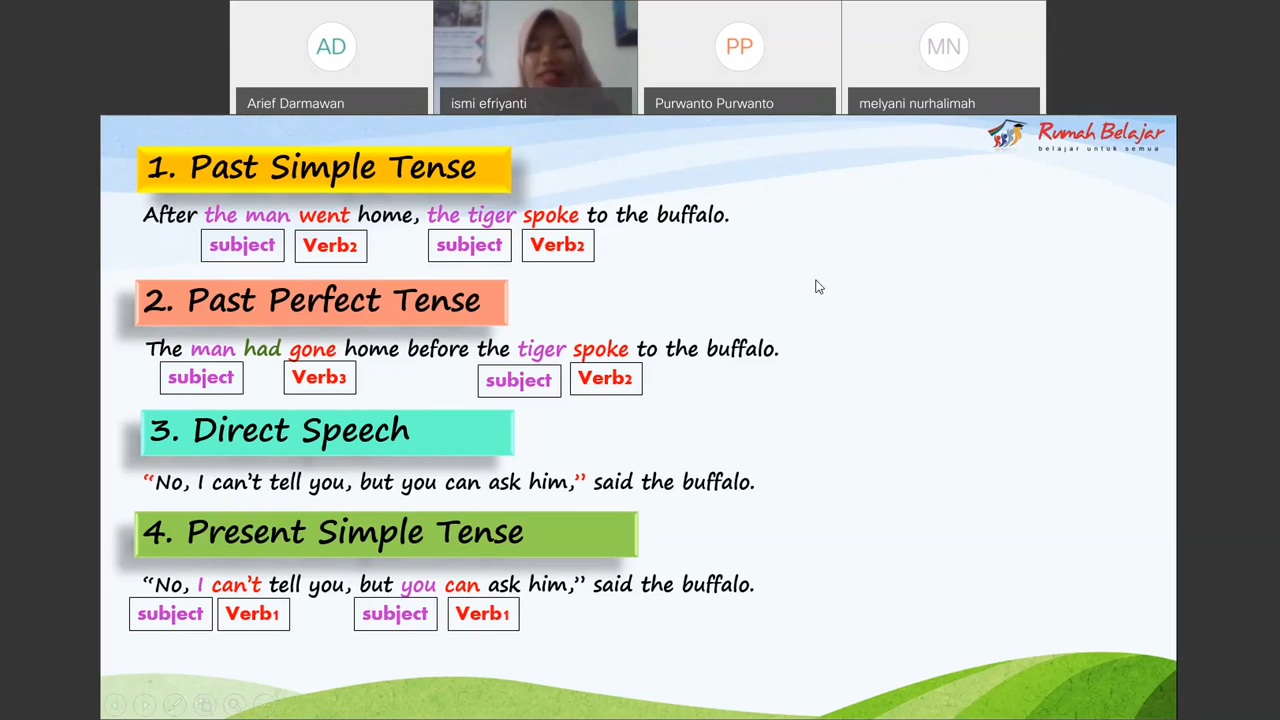 AD
PP
MN
Arief Darmawan
ismi efriyanti
Purwanto Purwanto
melyani nurhalimah
Rumah Belajar
belajar untuk semua
1. Past Simple Tense
After the man went home, the tiger spoke to the buffalo.
subject Verb2 subject Verb2
2. Past Perfect Tense
The man had gone home before the tiger spoke to the buffalo.
subject Verb3 subject Verb2
3. Direct Speech
“No, I can’t tell you, but you can ask him,” said the buffalo.
4. Present Simple Tense
“No, I can’t tell you, but you can ask him,” said the buffalo.
subject Verb1 subject Verb1